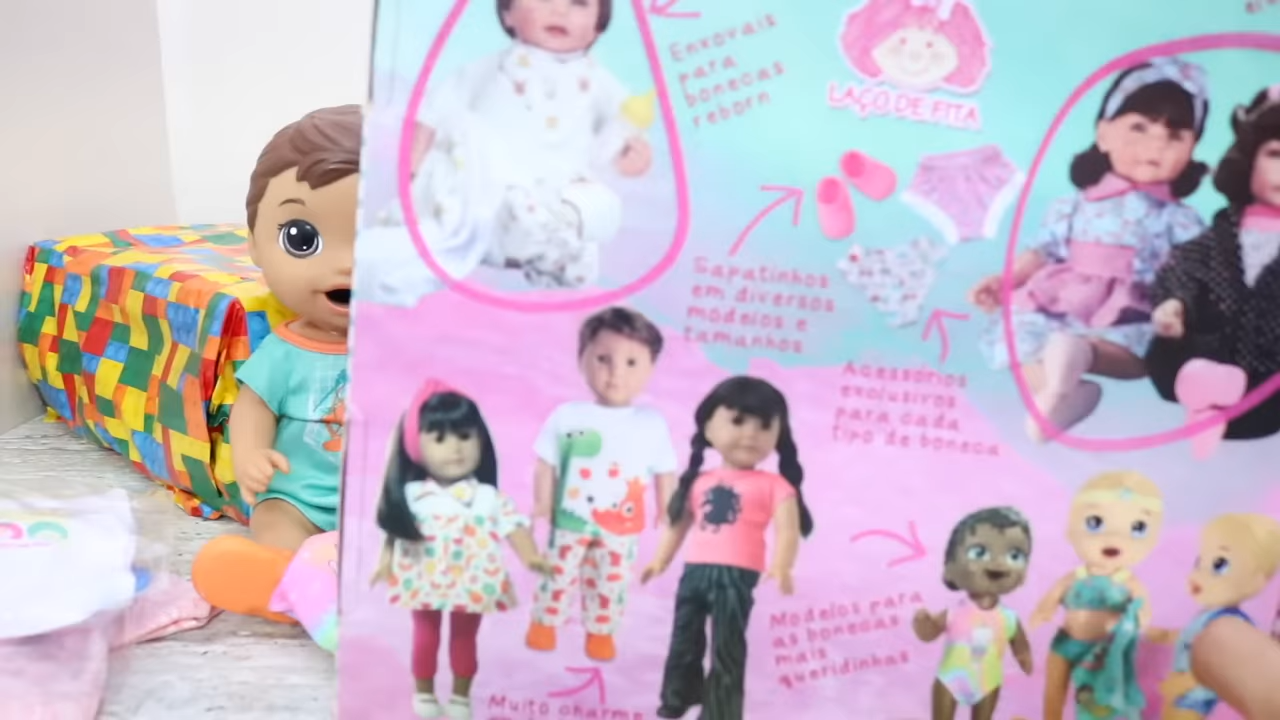 Enxovais
para
bonecas
reborn
LAÇO DE FITA
Sapatinhos
em diversos
modelos e
tamanhos
Acessórios
exclusivos
para cada
tipo de boneca
Modelos para
as bonecas
mais
queridinhas
Muito charme